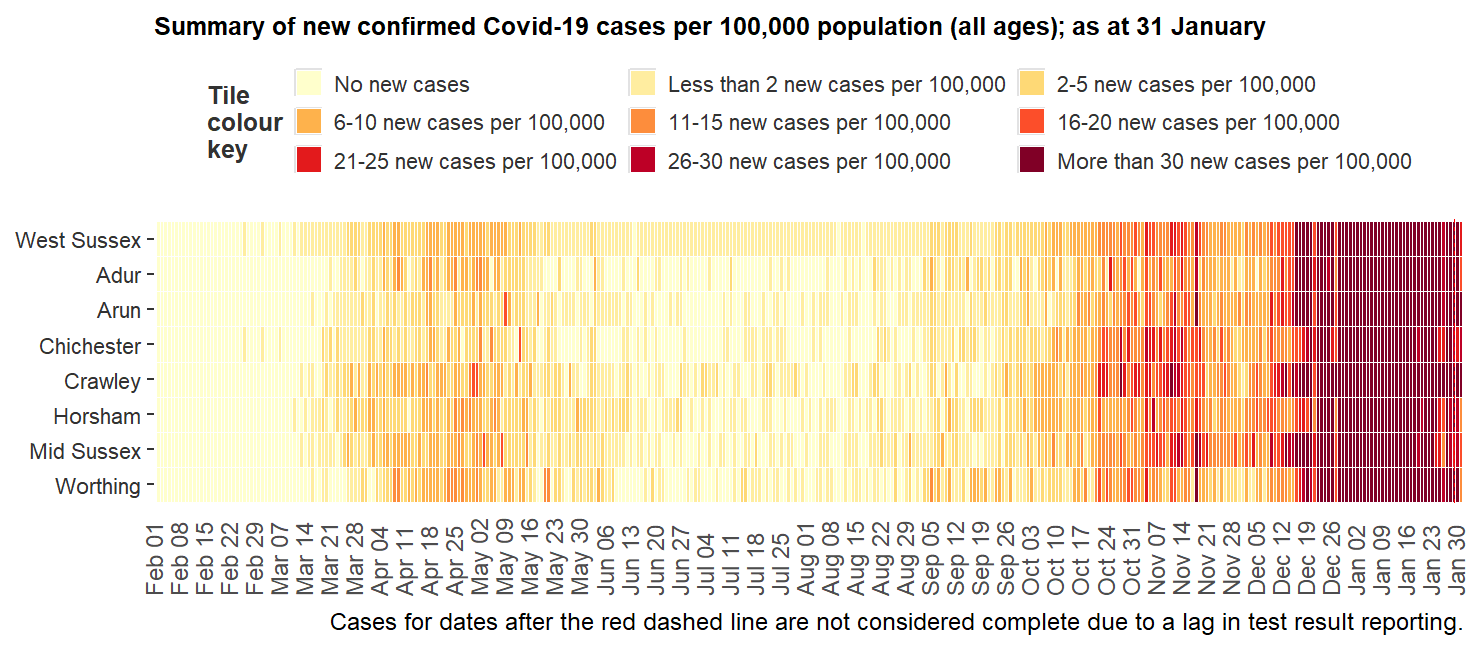 Summary of new confirmed Covid-19 cases per 100,000 population (all ages); as at 31 January
Tile
colour
key
No new cases
Less than 2 new cases per 100,000
2-5 new cases per 100,000
6-10 new cases per 100,000
11-15 new cases per 100,000
16-20 new cases per 100,000
21-25 new cases per 100,000
26-30 new cases per 100,000
More than 30 new cases per 100,000
West Sussex
Adur
Arun
Chichester
Crawley
Horsham
Mid Sussex
Worthing
Feb 01
Feb 08
Feb 15
Feb 22
Feb 29
Mar 07
Mar 14
Mar 21
Mar 28
Apr 04
Apr 11
Apr 18
Apr 25
May 02
May 09
May 16
May 23
May 30
Jun 06
Jun 13
Jun 20
Jun 27
Jul 04
Jul 11
Jul 18
Jul 25
Aug 01
Aug 08
Aug 15
Aug 22
Aug 29
Sep 05
Sep 12
Sep 19
Sep 26
Oct 03
Oct 10
Oct 17
Oct 24
Oct 31
Nov 07
Nov 14
Nov 21
Nov 28
Dec 05
Dec 12
Dec 19
Dec 26
Jan 02
Jan 09
Jan 16
Jan 23
Jan 30
Cases for dates after the red dashed line are not considered complete due to a lag in test result reporting.